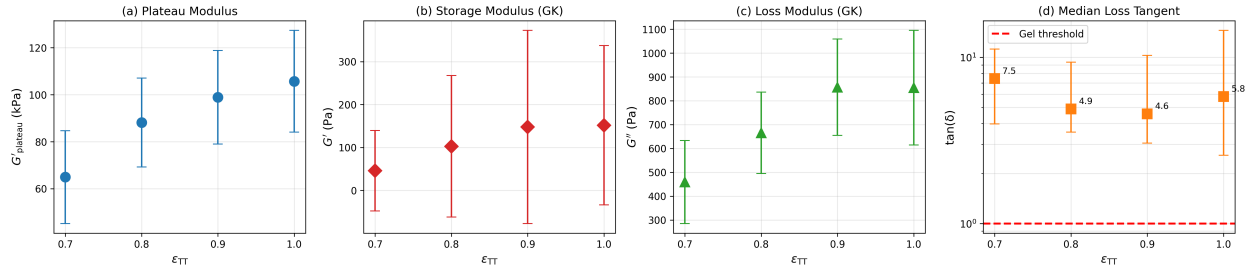 (a) Plateau Modulus
G′plateau (kPa)
120
100
80
60
0.7 0.8 0.9 1.0
εTT
(b) Storage Modulus (GK)
G′ (Pa)
300
200
100
0
0.7 0.8 0.9 1.0
εTT
(c) Loss Modulus (GK)
G″ (Pa)
1100
1000
900
800
700
600
500
400
300
0.7 0.8 0.9 1.0
εTT
(d) Median Loss Tangent
Gel threshold
tan(δ)
10¹
10⁰
7.5
4.9
4.6
5.8
0.7 0.8 0.9 1.0
εTT